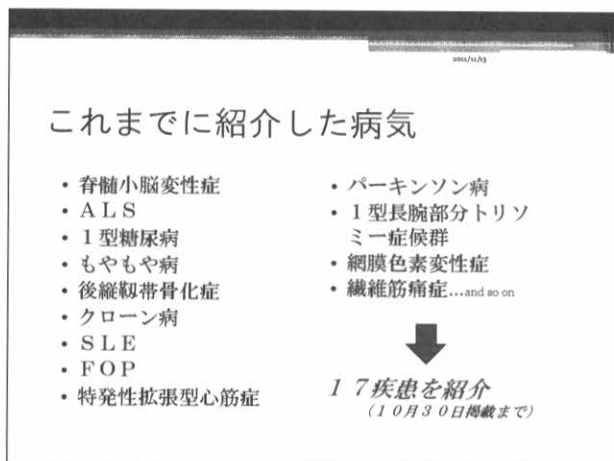 2011/11/13
これまでに紹介した病気
• 脊髄小脳変性症
• ＡＬＳ
• １型糖尿病
• もやもや病
• 後縦靱帯骨化症
• クローン病
• ＳＬＥ
• ＦＯＰ
• 特発性拡張型心筋症
• パーキンソン病
• １型長腕部分トリソ
ミー症候群
• 網膜色素変性症
• 繊維筋痛症…and so on
１７疾患を紹介
（１０月３０日掲載まで）